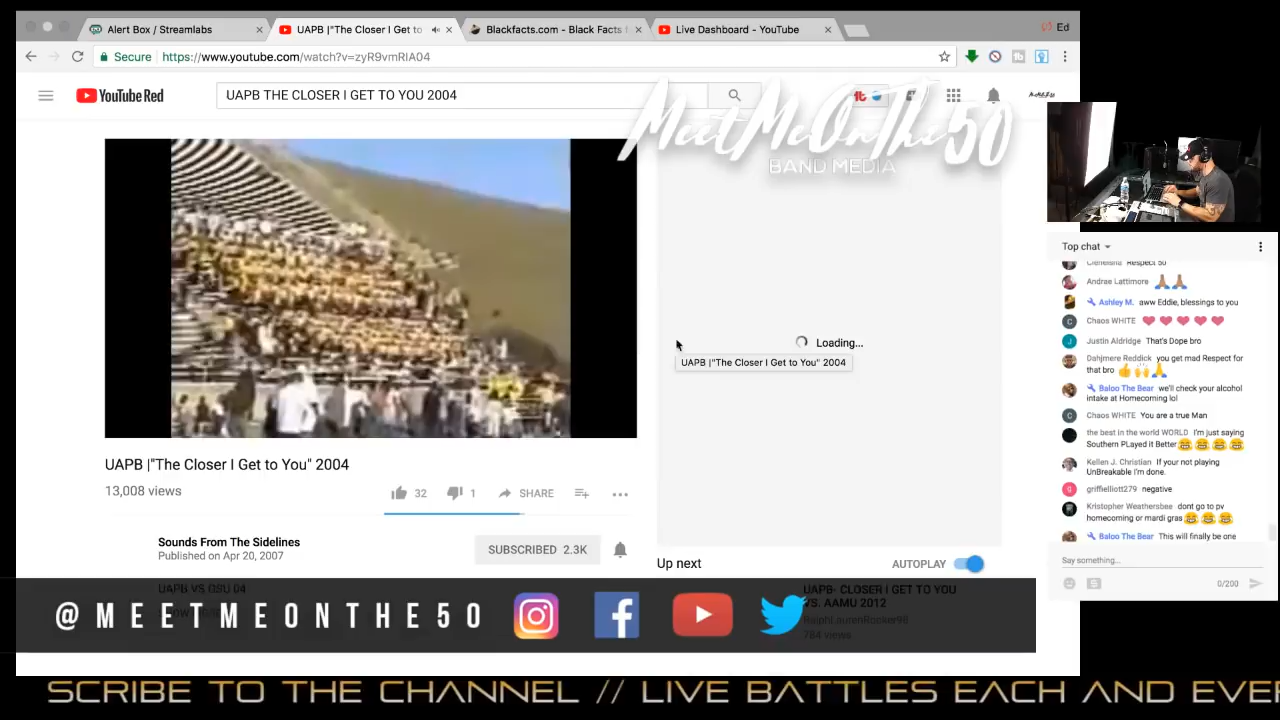 Alert Box / Streamlabs
UAPB |"The Closer I Get to
Blackfacts.com - Black Facts
Live Dashboard - YouTube
Ed
Secure
https://www.youtube.com/watch?v=zyR9vmRIA04
YouTube Red
UAPB THE CLOSER I GET TO YOU 2004
MeetMeOnThe50
BAND MEDIA
Loading...
UAPB |"The Closer I Get to You" 2004
UAPB |"The Closer I Get to You" 2004
13,008 views
32
1
SHARE
Sounds From The Sidelines
Published on Apr 20, 2007
SUBSCRIBED 2.3K
Up next
AUTOPLAY
UAPB VS GSU 04
UAPB- CLOSER I GET TO YOU
VS. AAMU 2012
RalphLaurenRocker98
784 views
@MEETMEONTHE50
SCRIBE TO THE CHANNEL // LIVE BATTLES EACH AND EVE
Top chat
Respect 50
Andrae Lattimore 🙏🏽🙏🏽
Ashley M. aww Eddie, blessings to you
Chaos WHITE ❤️❤️❤️❤️❤️
Justin Aldridge That's Dope bro
Dahjmere Reddick you get mad Respect for
that bro 👍🙌🙏
Baloo The Bear we'll check your alcohol
intake at Homecoming lol
Chaos WHITE You are a true Man
the best in the world WORLD I'm just saying
Southern PLayed it Better😂😂😂😂
Kellen J. Christian If your not playing
UnBreakable I'm done.
griffielliott279 negative
Kristopher Weathersbae dont go to pv
homecoming or mardi gras😂😂😂
Baloo The Bear This will finally be one
Say something...
0/200